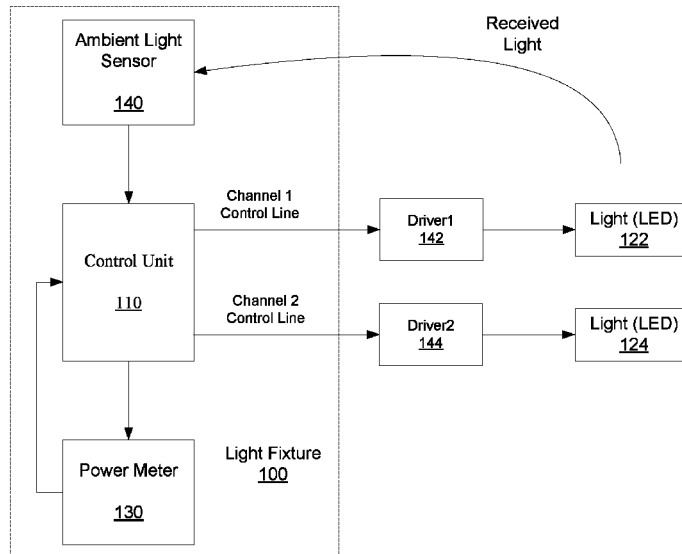 Ambient Light
Sensor
140
Received
Light
Channel 1
Control Line
Driver1
142
Light (LED)
122
Control Unit
110
Channel 2
Control Line
Driver2
144
Light (LED)
124
Power Meter
130
Light Fixture
100